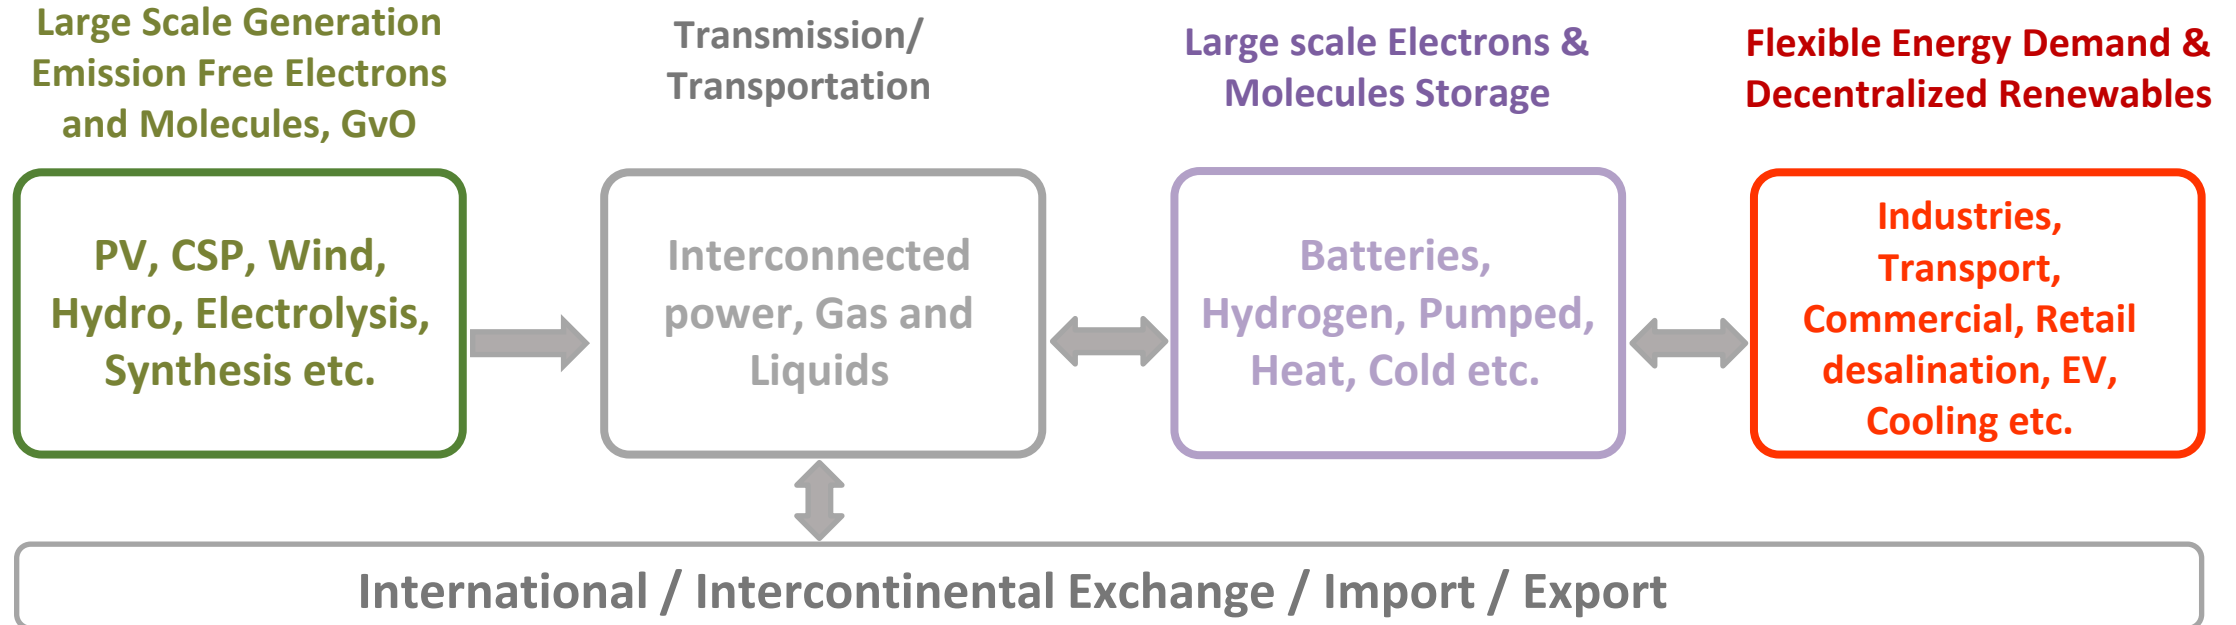 Large Scale Generation
Emission Free Electrons
and Molecules, GvO
Transmission/
Transportation
Large scale Electrons &
Molecules Storage
Flexible Energy Demand &
Decentralized Renewables
PV, CSP, Wind,
Hydro, Electrolysis,
Synthesis etc.
Interconnected
power, Gas and
Liquids
Batteries,
Hydrogen, Pumped,
Heat, Cold etc.
Industries,
Transport,
Commercial, Retail
desalination, EV,
Cooling etc.
International / Intercontinental Exchange / Import / Export